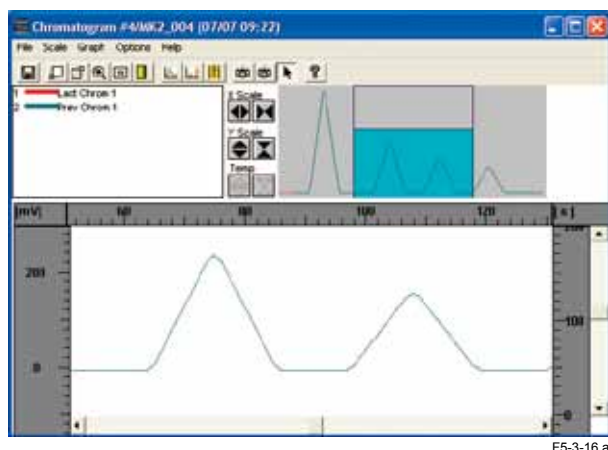 Chromatogram #4/MK2_004 (07/07 09:22)
File Scale Graph Options Help
1 Last Chrom 1
2 Prev Chrom 1
X Scale
Y Scale
Temp
[mV] 60 80 100 120 [s]
200
0
200
100
0
F5-3-16.a